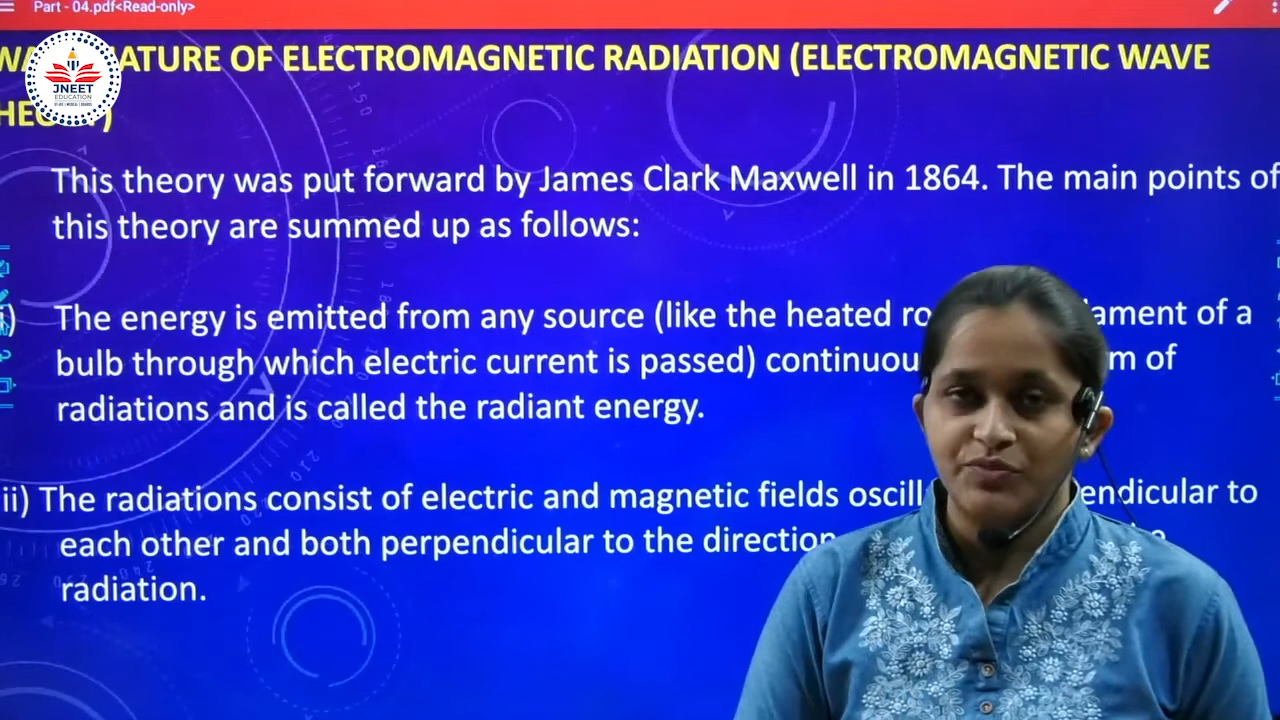 Part - 04.pdf<Read-only>
JNEET
EDUCATION
ATURE OF ELECTROMAGNETIC RADIATION (ELECTROMAGNETIC WAVE
This theory was put forward by James Clark Maxwell in 1864. The main points of
this theory are summed up as follows:
i) The energy is emitted from any source (like the heated ro ament of a
bulb through which electric current is passed) continuou m of
radiations and is called the radiant energy.
ii) The radiations consist of electric and magnetic fields oscill endicular to
each other and both perpendicular to the direction
radiation.
150
180
210